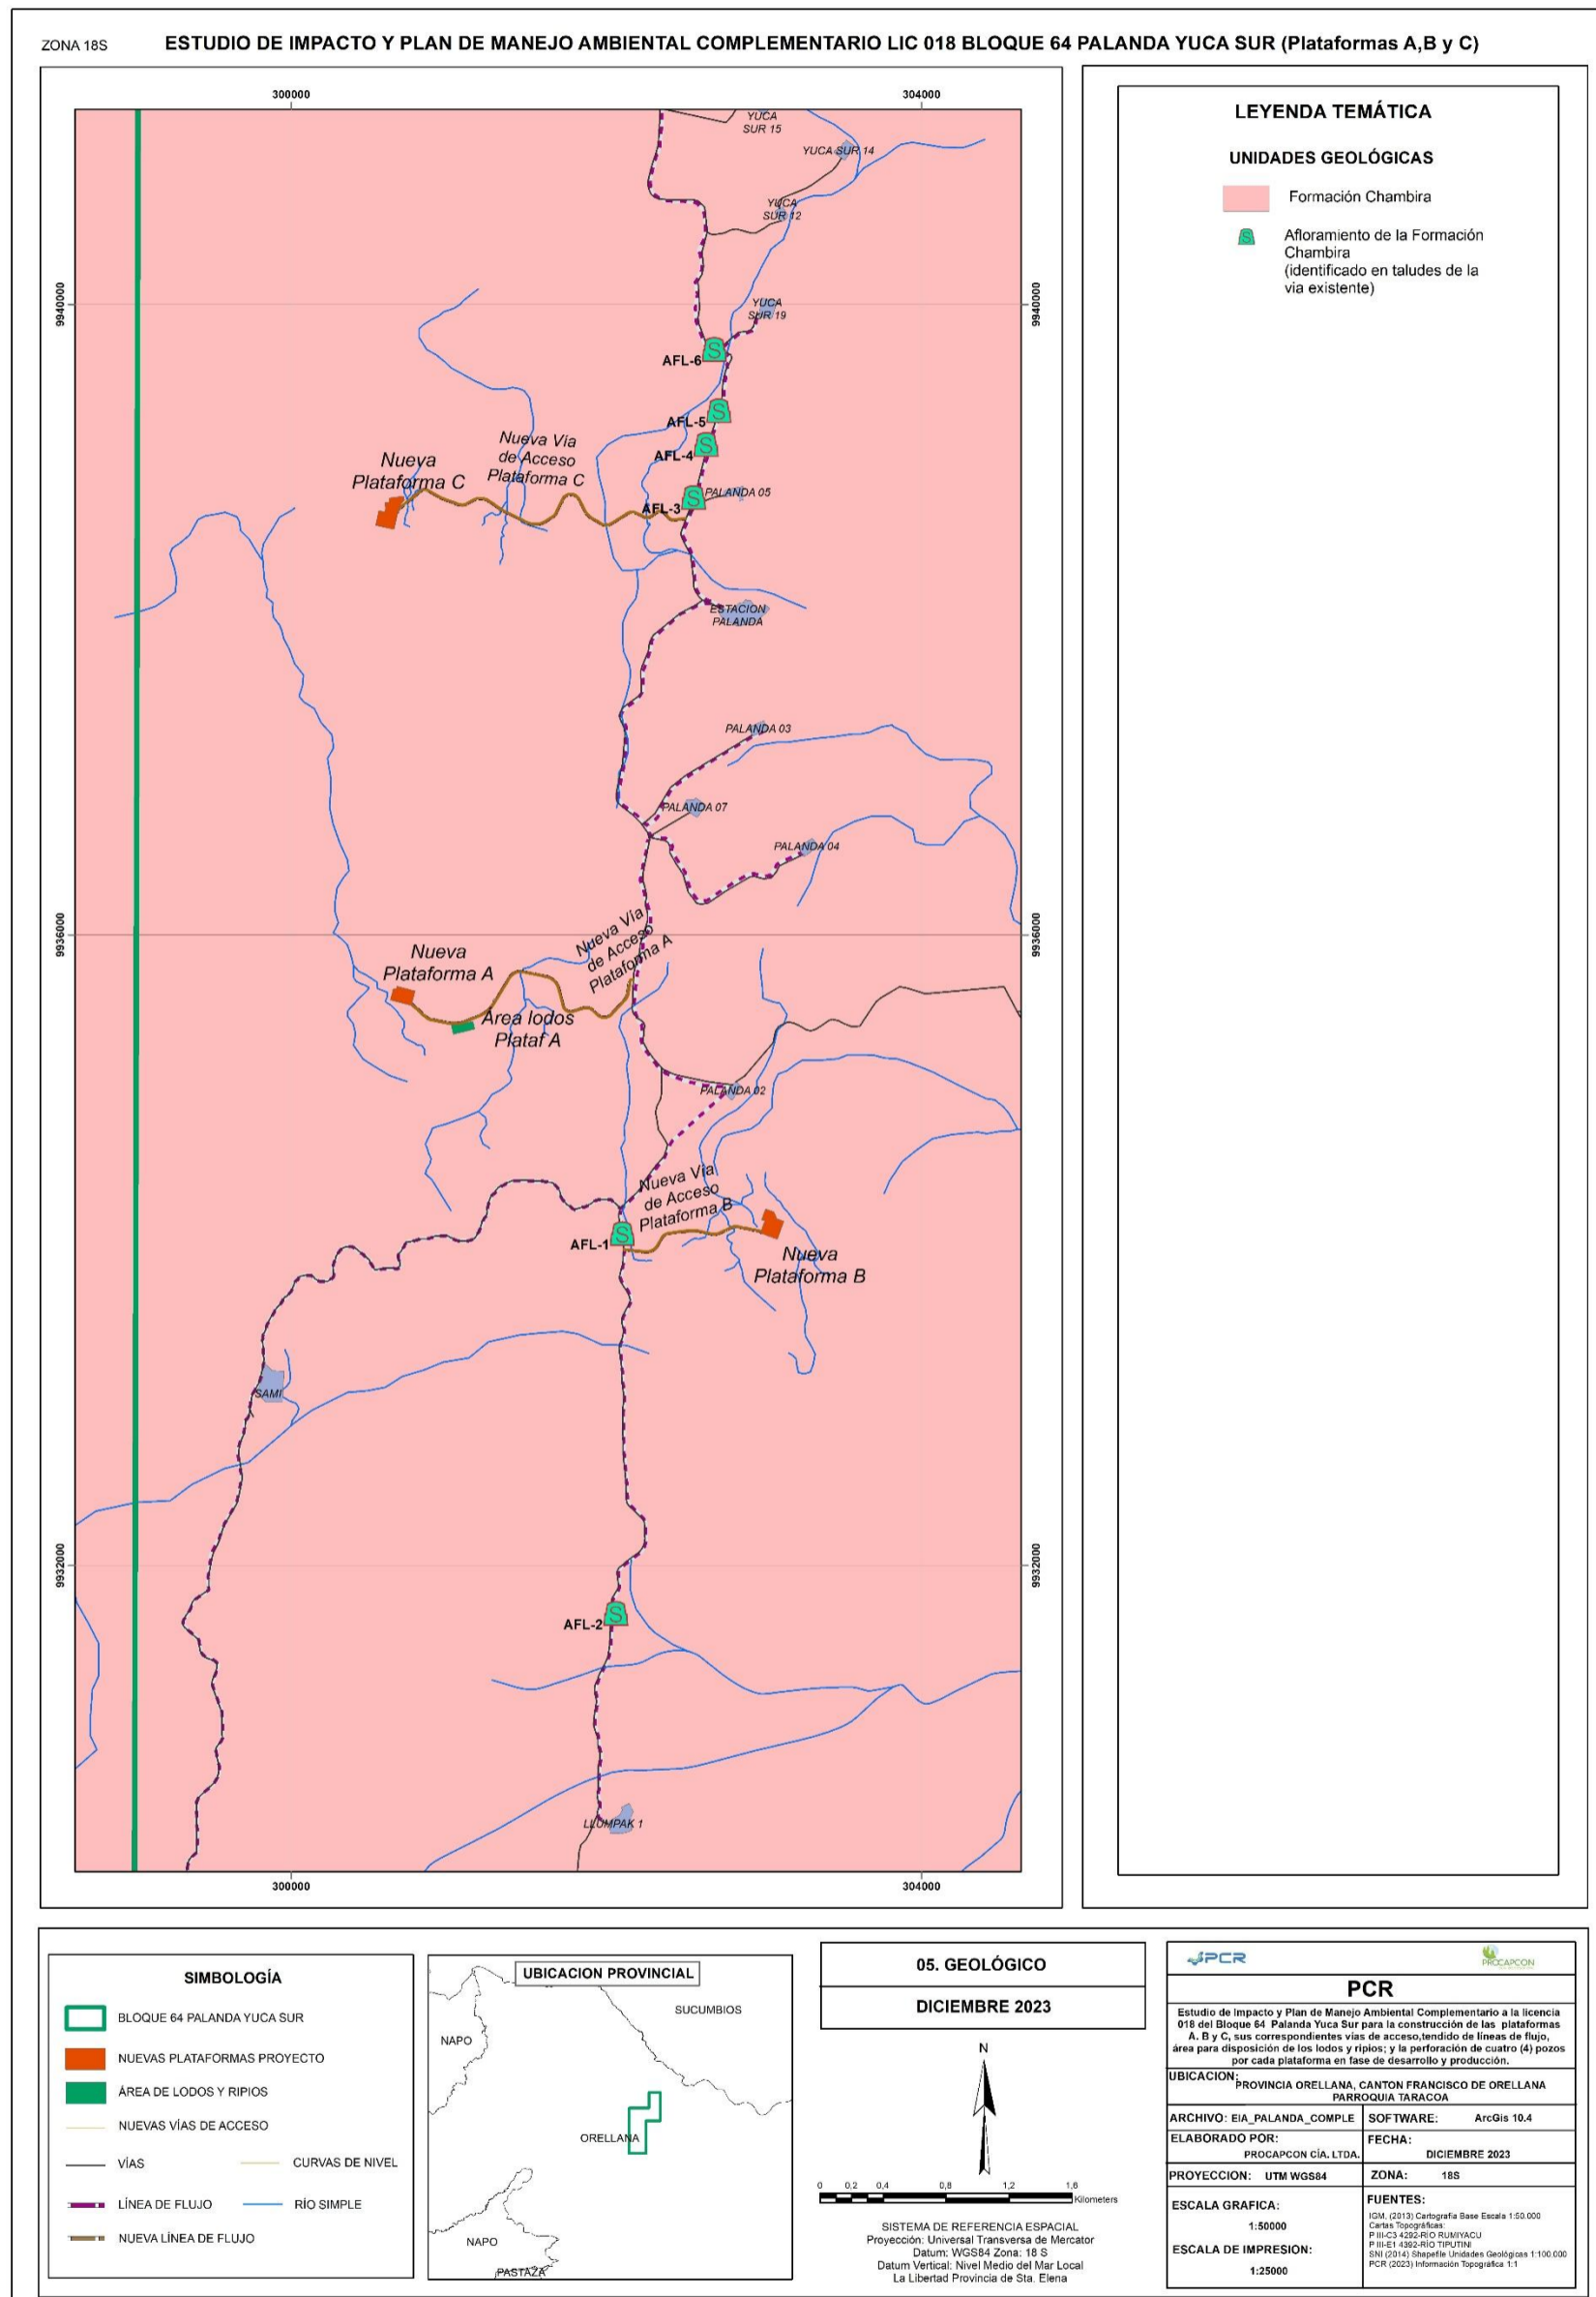 ZONA 18S
ESTUDIO DE IMPACTO Y PLAN DE MANEJO AMBIENTAL COMPLEMENTARIO LIC 018 BLOQUE 64 PALANDA YUCA SUR (Plataformas A,B y C)
300000
304000
YUCA
SUR 15
YUCA SUR 14
YUCA
SUR 12
9940000
9940000
YUCA
SUR 19
AFL-6
AFL-5
AFL-4
Nueva Via
de Acceso
Plataforma C
Nueva
Plataforma C
PALANDA 05
AFL-3
ESTACION
PALANDA
PALANDA 03
PALANDA 07
PALANDA 04
9936000
9936000
Nueva Vía
de Acceso
Plataforma A
Nueva
Plataforma A
Área lodos
Plataf A
PALANDA 02
Nueva Vía
de Acceso
Plataforma B
AFL-1
Nueva
Plataforma B
SAMI
9932000
9932000
AFL-2
LLUMPAK 1
300000
304000
LEYENDA TEMÁTICA
UNIDADES GEOLÓGICAS
Formación Chambira
S
Afloramiento de la Formación
Chambira
(identificado en taludes de la
via existente)
SIMBOLOGÍA
BLOQUE 64 PALANDA YUCA SUR
NUEVAS PLATAFORMAS PROYECTO
ÁREA DE LODOS Y RIPIOS
NUEVAS VÍAS DE ACCESO
VÍAS
CURVAS DE NIVEL
LÍNEA DE FLUJO
RÍO SIMPLE
NUEVA LÍNEA DE FLUJO
UBICACION PROVINCIAL
SUCUMBIOS
NAPO
ORELLANA
NAPO
PASTAZA
05. GEOLÓGICO
DICIEMBRE 2023
N
0 0,2 0,4 0,8 1,2 1,6
Kilometers
SISTEMA DE REFERENCIA ESPACIAL
Proyección: Universal Transversa de Mercator
Datum: WGS84 Zona: 18 S
Datum Vertical: Nivel Medio del Mar Local
La Libertad Provincia de Sta. Elena
PCR
PROCAPCON
PCR
Estudio de Impacto y Plan de Manejo Ambiental Complementario a la licencia
018 del Bloque 64 Palanda Yuca Sur para la construcción de las plataformas
A. B y C, sus correspondientes vías de acceso,tendido de líneas de flujo,
área para disposición de los lodos y ripios; y la perforación de cuatro (4) pozos
por cada plataforma en fase de desarrollo y producción.
UBICACION:
PROVINCIA ORELLANA, CANTON FRANCISCO DE ORELLANA
PARROQUIA TARACOA
ARCHIVO: EIA_PALANDA_COMPLE
SOFTWARE: ArcGis 10.4
ELABORADO POR:
PROCAPCON CÍA. LTDA.
FECHA:
DICIEMBRE 2023
PROYECCION: UTM WGS84
ZONA: 18S
ESCALA GRAFICA:
1:50000
ESCALA DE IMPRESION:
1:25000
FUENTES:
IGM, (2013) Cartografía Base Escala 1:50.000
Cartas Topográficas:
P III-C3 4292-RÍO RUMIYACU
P III-E1 4392-RÍO TIPUTINI
SNI (2014) Shapefile Unidades Geológicas 1:100.000
PCR (2023) Información Topográfica 1:1